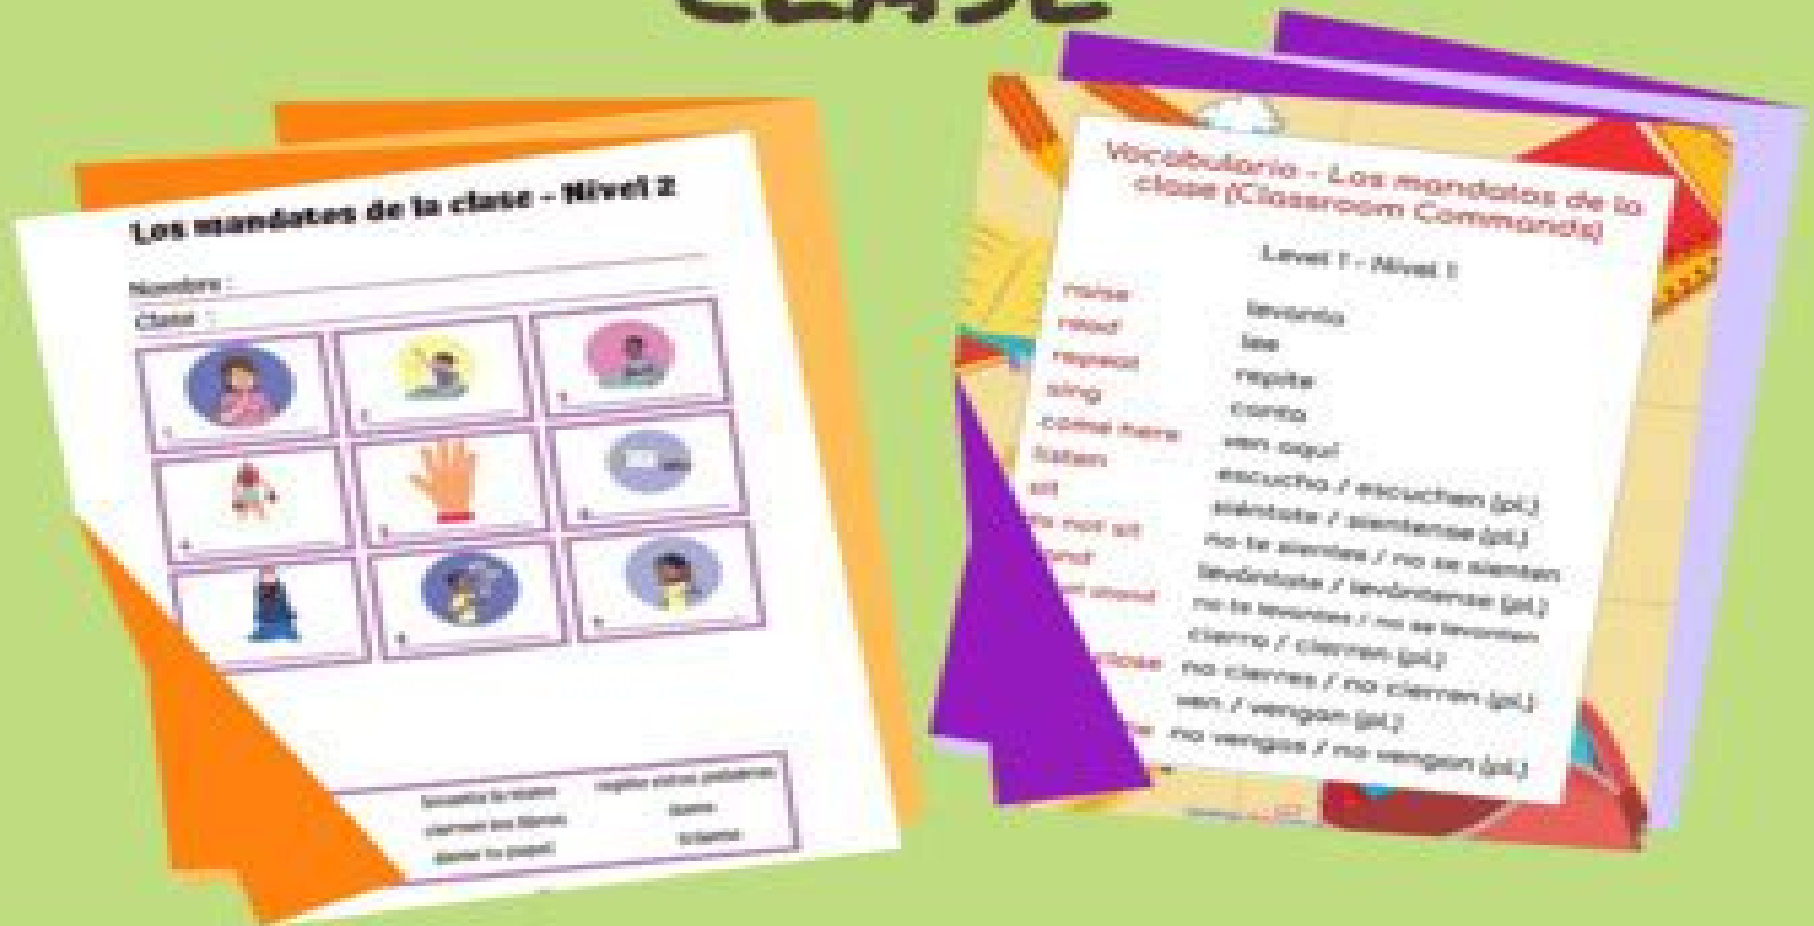 CLASE
Los mandatos de la clase - Nivel 2
Nombre :
Clase :
levanta la mano
cierren los libros
repite estas palabras
Vocabulario - Los mandatos de la
clase (Classroom Commands)
Level 1 - Nivel 1
raise levanta
read lee
repeat repite
sing canta
come here ven aquí
listen escucha / escuchen (pl.)
sit siéntate / siéntense (pl.)
not sit no te sientes / no se sienten
levántate / levántense (pl.)
stand no te levantes / no se levanten
cierra / cierren (pl.)
close no cierres / no cierren (pl.)
ven / vengan (pl.)
no vengas / no vengan (pl.)